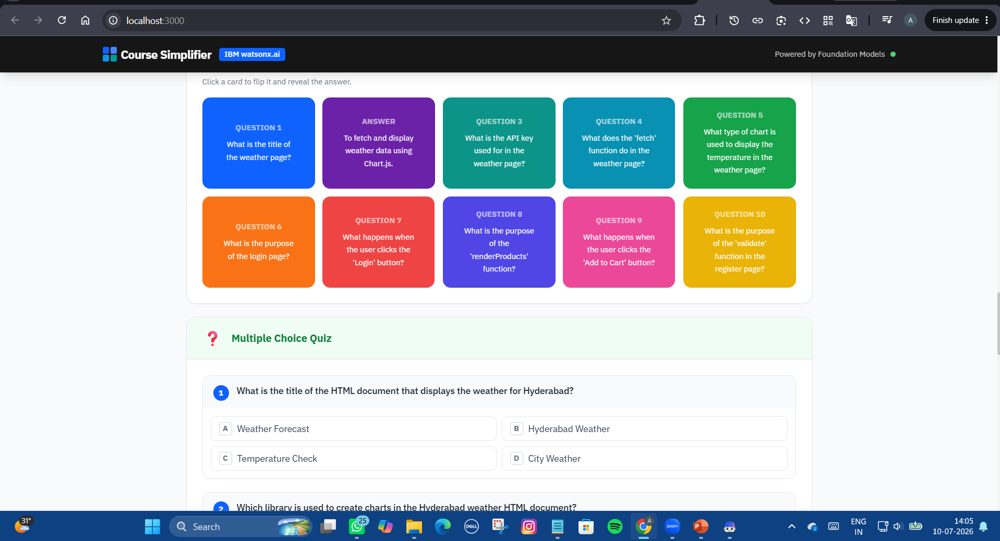 localhost:3000
A
Finish update
Course Simplifier
IBM watsonx.ai
Powered by Foundation Models
Click a card to flip it and reveal the answer.
QUESTION 1
What is the title of
the weather page?
ANSWER
To fetch and display
weather data using
Chart.js.
QUESTION 3
What is the API key
used for in the
weather page?
QUESTION 4
What does the 'fetch'
function do in the
weather page?
QUESTION 5
What type of chart is
used to display the
temperature in the
weather page?
QUESTION 6
What is the purpose
of the login page?
QUESTION 7
What happens when
the user clicks the
'Login' button?
QUESTION 8
What is the purpose
of the
'renderProducts'
function?
QUESTION 9
What happens when
the user clicks the
'Add to Cart' button?
QUESTION 10
What is the purpose
of the 'validate'
function in the
register page?
Multiple Choice Quiz
1
What is the title of the HTML document that displays the weather for Hyderabad?
A
Weather Forecast
B
Hyderabad Weather
C
Temperature Check
D
City Weather
2
Which library is used to create charts in the Hyderabad weather HTML document?
31°
Search
25
DELL
A
zoom
P
ENG
IN
14:05
10-07-2026